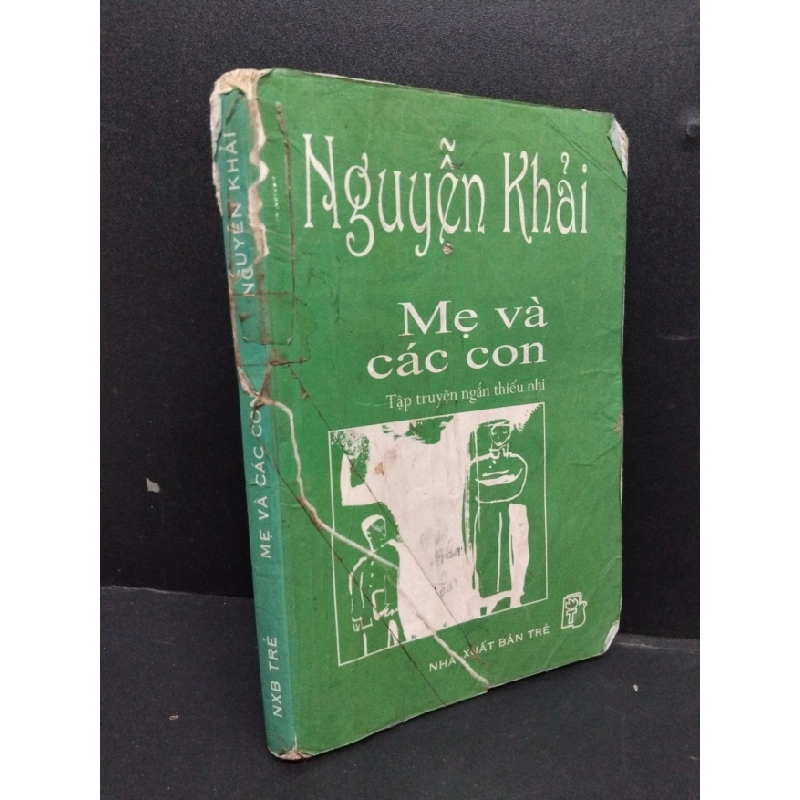 Nguyễn Khải
Mẹ và
các con
Tập truyện ngắn thiếu nhi
NHÀ XUẤT BẢN TRẺ
NGUYỄN KHẢI
MẸ VÀ CÁC CON
NXB TRẺ